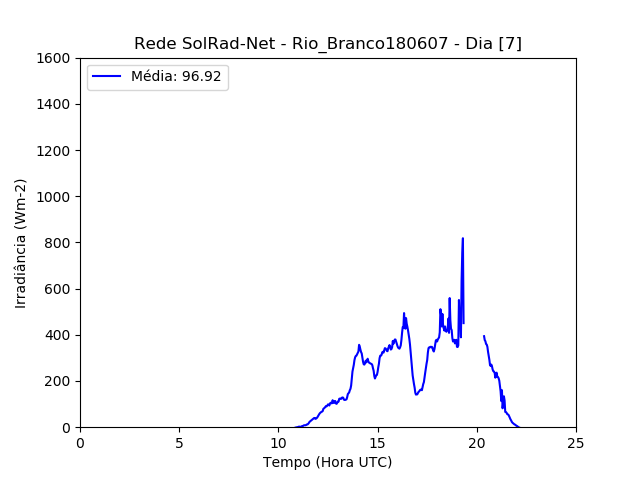 Rede SolRad-Net - Rio_Branco180607 - Dia [7]
Média: 96.92
Irradiância (Wm-2)
1600
1400
1200
1000
800
600
400
200
0
0 5 10 15 20 25
Tempo (Hora UTC)